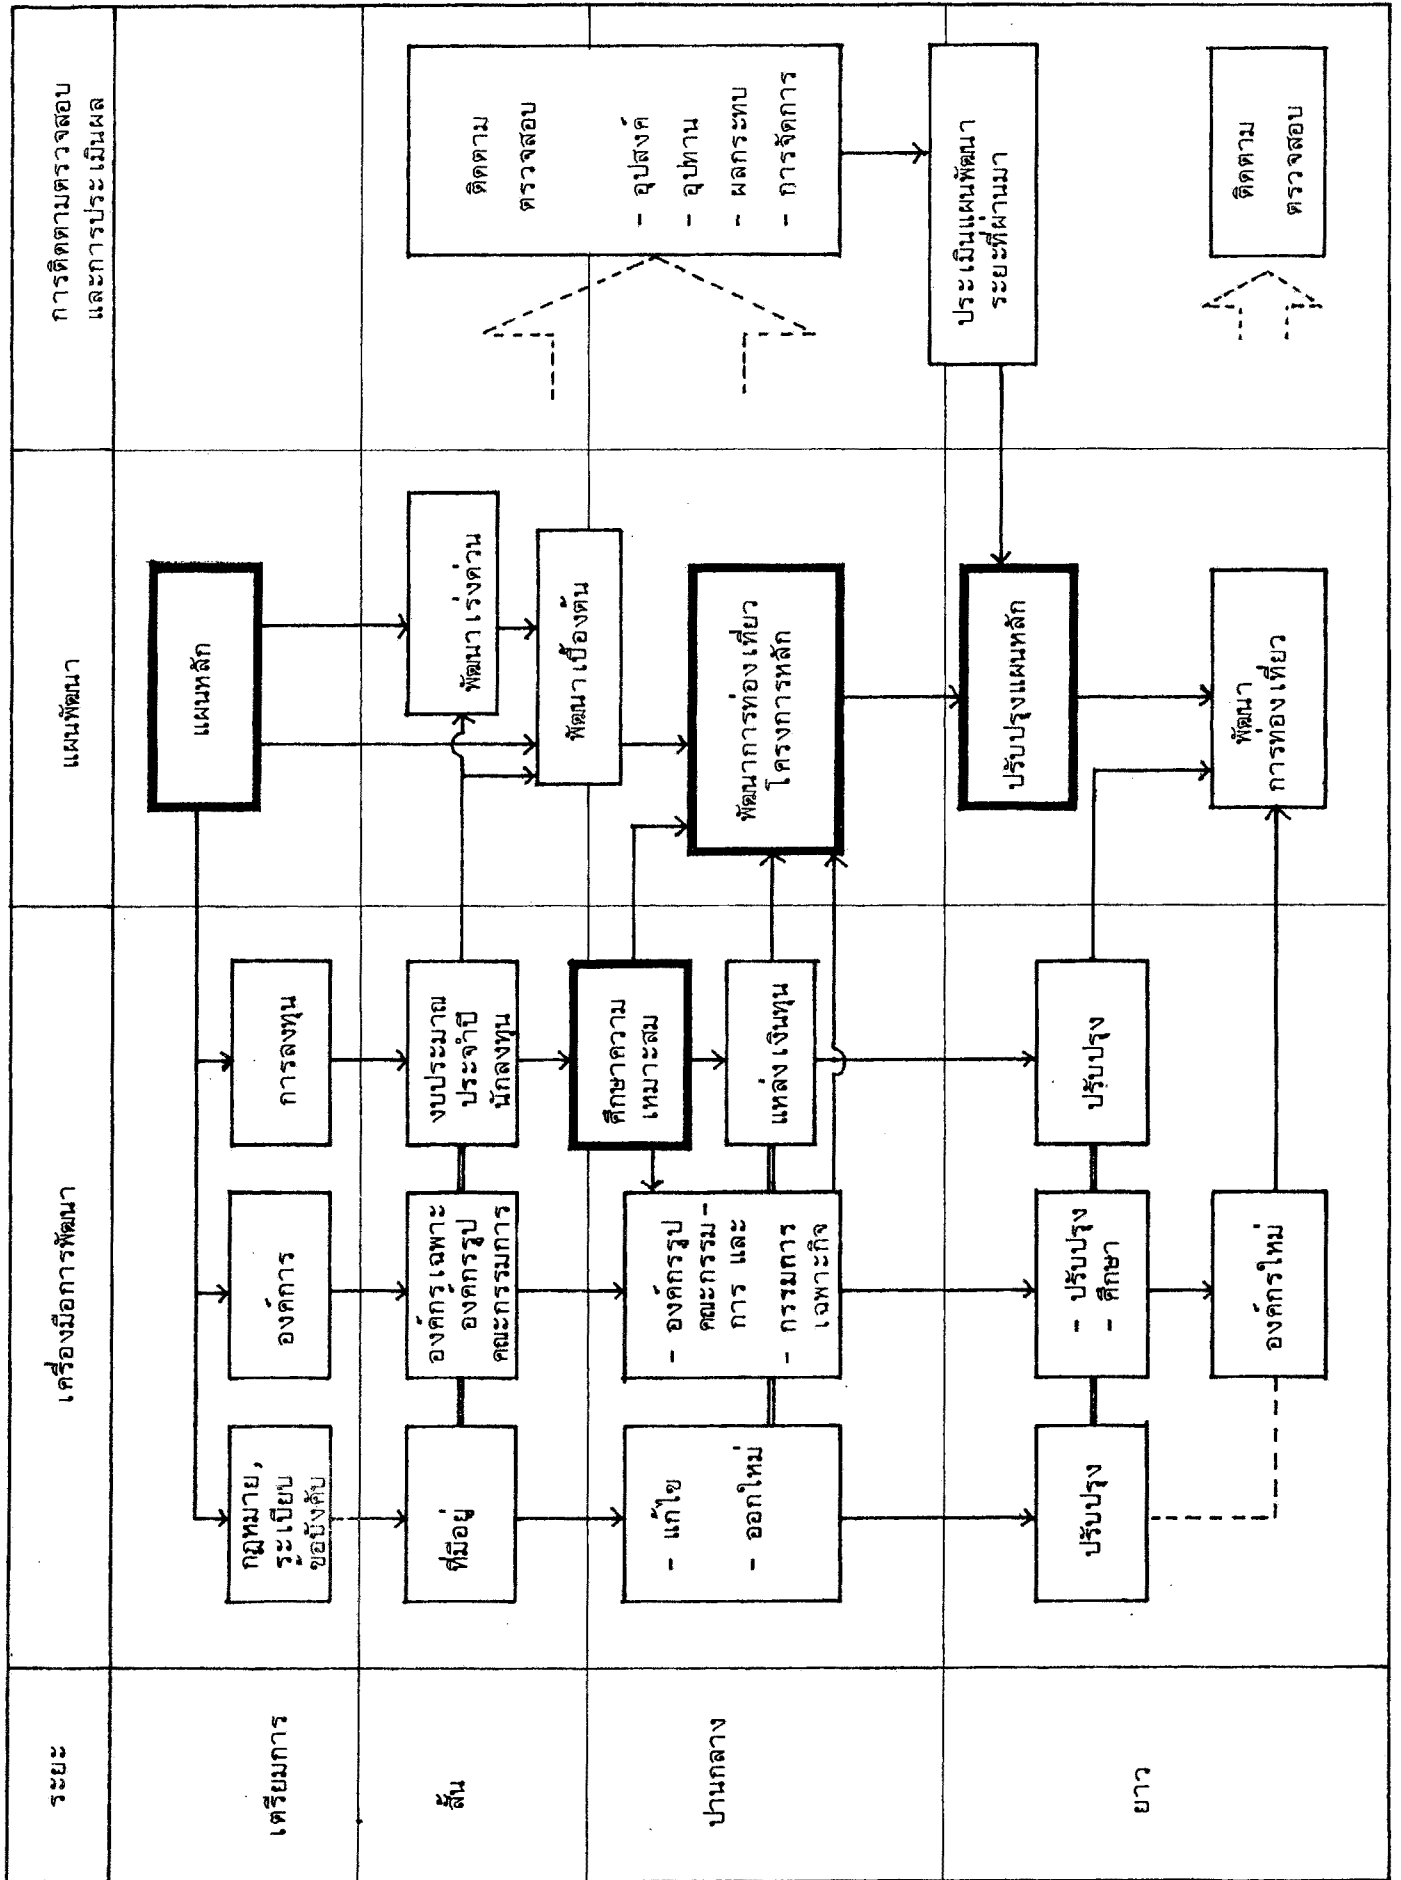 ระยะ
เครื่องมือการพัฒนา
แผนพัฒนา
การติดตามตรวจสอบ
และการประเมินผล
เตรียมการ
กฎหมาย,
ระเบียบ
ข้อบังคับ
องค์การ
การลงทุน
แผนหลัก
สั้น
ที่มีอยู่
องค์กรเฉพาะ
องค์กรรูป
คณะกรรมการ
งบประมาณ
ประจำปี
นักลงทุน
พัฒนาเร่งด่วน
พัฒนาเบื้องต้น
ติดตาม
ตรวจสอบ
- อุปสงค์
- อุปทาน
- ผลกระทบ
- การจัดการ
ปานกลาง
- แก้ไข
- ออกใหม่
- องค์กรรูป
คณะกรรม-
การ และ
- กรรมการ
เฉพาะกิจ
ศึกษาความ
เหมาะสม
แหล่งเงินทุน
พัฒนาการท่องเที่ยว
โครงการหลัก
ประเมินแผนพัฒนา
ระยะที่ผ่านมา
ยาว
ปรับปรุง
- ปรับปรุง
- ศึกษา
ปรับปรุง
ปรับปรุงแผนหลัก
องค์กรใหม่
พัฒนา
การท่องเที่ยว
ติดตาม
ตรวจสอบ